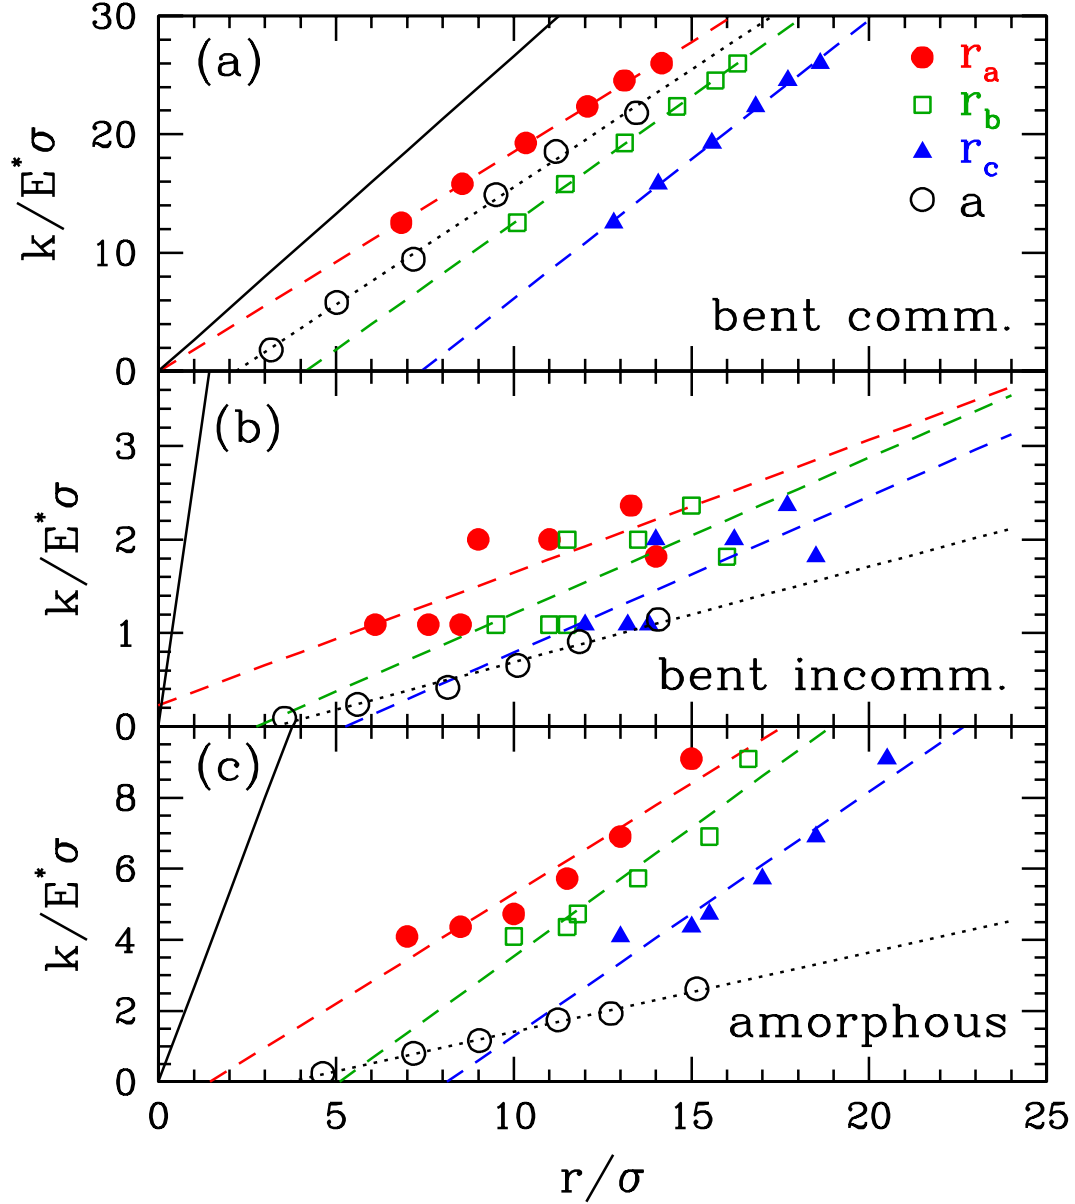 30
(a)
r_a
r_b
20
r_c
a
k/E*σ
10
bent comm.
0
(b)
3
k/E*σ
2
1
bent incomm.
0
(c)
8
k/E*σ
6
4
amorphous
2
0
0 5 10 15 20 25
r/σ